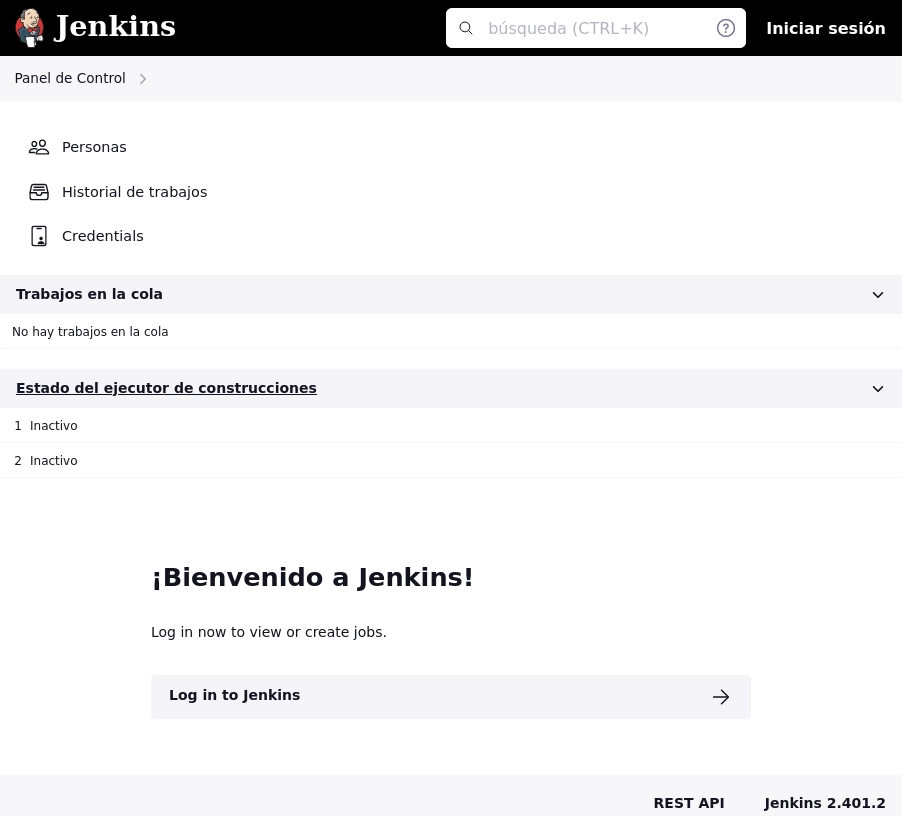 Jenkins
búsqueda (CTRL+K)
Iniciar sesión
Panel de Control
Personas
Historial de trabajos
Credentials
Trabajos en la cola
No hay trabajos en la cola
Estado del ejecutor de construcciones
1 Inactivo
2 Inactivo
¡Bienvenido a Jenkins!
Log in now to view or create jobs.
Log in to Jenkins
REST API
Jenkins 2.401.2